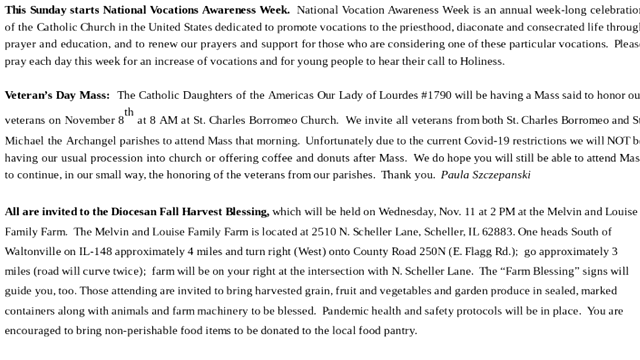 This Sunday starts National Vocations Awareness Week.  National Vocation Awareness Week is an annual week-long
of the Catholic Church in the United States dedicated to promote vocations to the priesthood, diaconate and consecrated life
prayer and education, and to renew our prayers and support for those who are considering one of these particular vocations.
pray each day this week for an increase of vocations and for young people to hear their call to Holiness.
Veteran's Day Mass:  The Catholic Daughters of the Americas Our Lady of Lourdes #1790 will be having a Mass said to honor
veterans on November 8th at 8 AM at St. Charles Borromeo Church.  We invite all veterans from both St. Charles Borromeo and
Michael the Archangel parishes to attend Mass that morning.  Unfortunately due to the current Covid-19 restrictions we will NOT
having our usual procession into church or offering coffee and donuts after Mass.  We do hope you will still be able to attend
to continue, in our small way, the honoring of the veterans from our parishes.  Thank you.  Paula Szczepanski
All are invited to the Diocesan Fall Harvest Blessing, which will be held on Wednesday, Nov. 11 at 2 PM at the Melvin and Louise
Family Farm.  The Melvin and Louise Family Farm is located at 2510 N. Scheller Lane, Scheller, IL 62883. One heads South of
Waltonville on IL-148 approximately 4 miles and turn right (West) onto County Road 250N (E. Flagg Rd.);  go approximately 3
miles (road will curve twice);  farm will be on your right at the intersection with N. Scheller Lane.  The "Farm Blessing" signs will
guide you, too. Those attending are invited to bring harvested grain, fruit and vegetables and garden produce in sealed, marked
containers along with animals and farm machinery to be blessed.  Pandemic health and safety protocols will be in place.  You are
encouraged to bring non-perishable food items to be donated to the local food pantry.